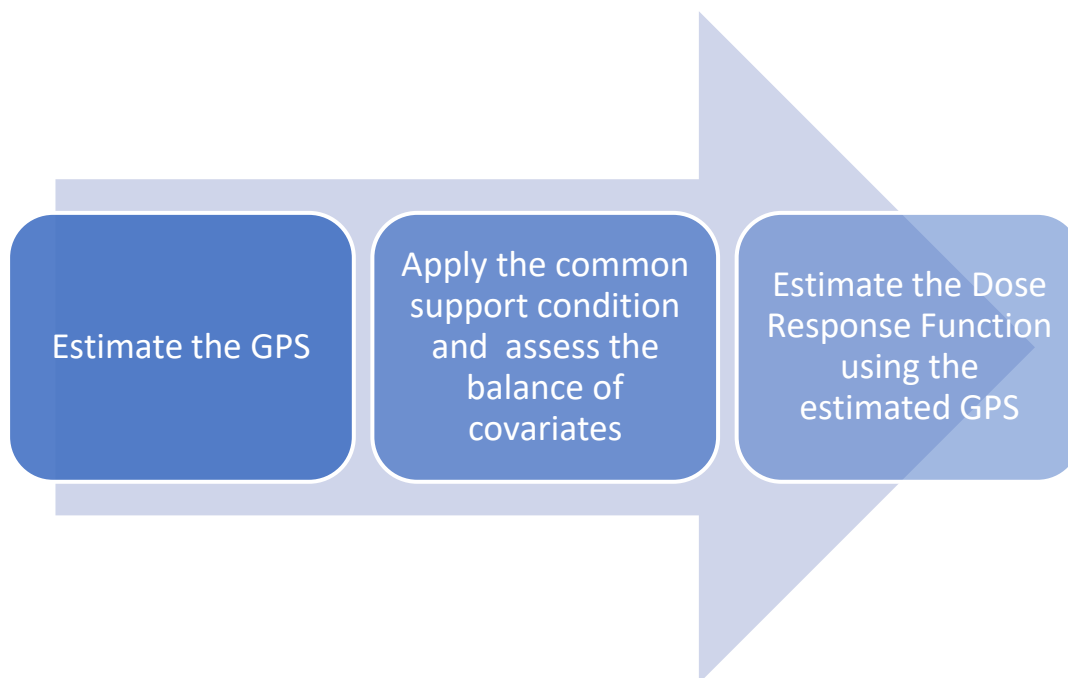 Estimate the GPS
Apply the common
support condition
and  assess the
balance of
covariates
Estimate the Dose
Response Function
using the
estimated GPS